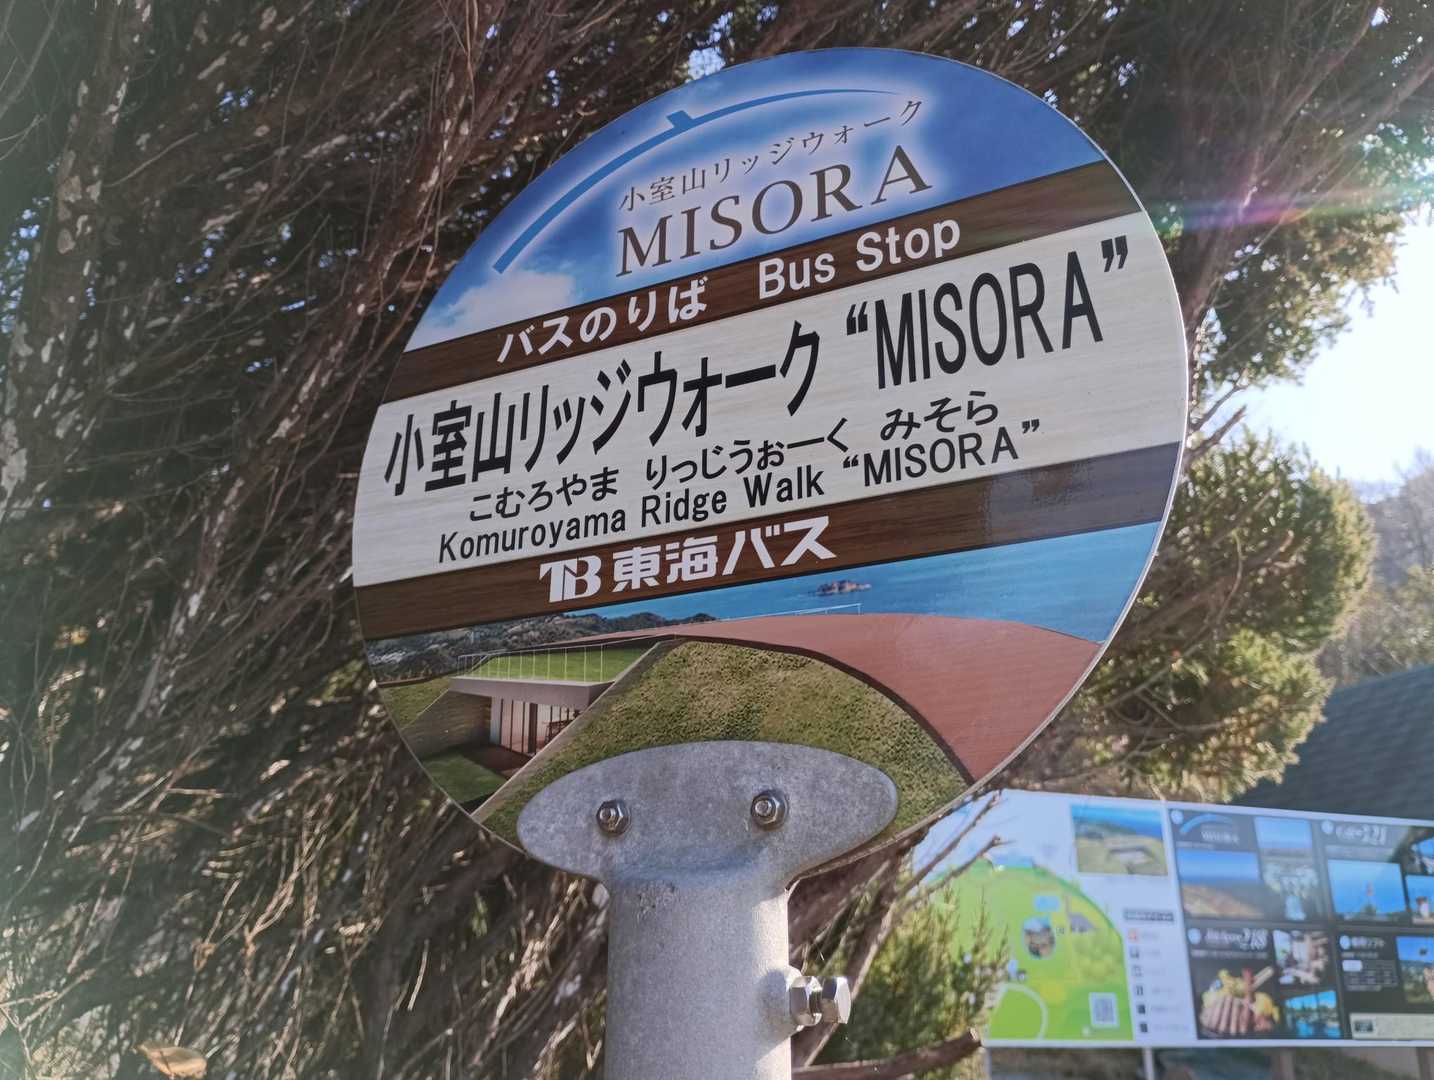 小室山リッジウォーク
MISORA
バスのりば Bus Stop
小室山リッジウォーク “MISORA”
こむろやま りっじうぉーく みそら
Komuroyama Ridge Walk “MISORA”
TB 東海バス
MISORA